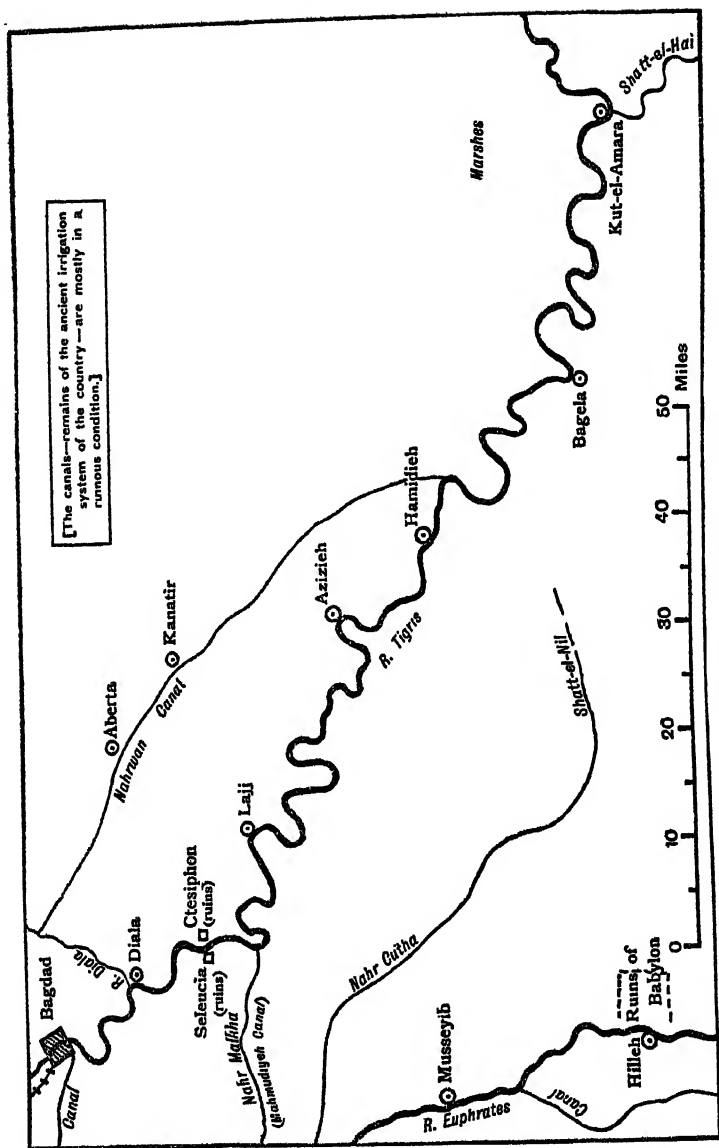 [The canals—remains of the ancient irrigation
system of the country—are mostly in a
ruinous condition.]
Bagdad
Canal
R. Diala
Diala
Nahrwan
Canal
Aberta
Kanatir
Ctesiphon
(ruins)
Seleucia
(ruins)
Nahr Malkha
(Mahmudiyeh Canal)
Lajj
Azizieh
R. Tigris
Hamidieh
Marshes
Bagela
Kut-el-Amara
Shatt-el-Hai
Nahr Cutha
Shatt-el-Nil
Musseyib
R. Euphrates
Canal
Hilleh
Ruins of
Babylon
0 10 20 30 40 50
Miles